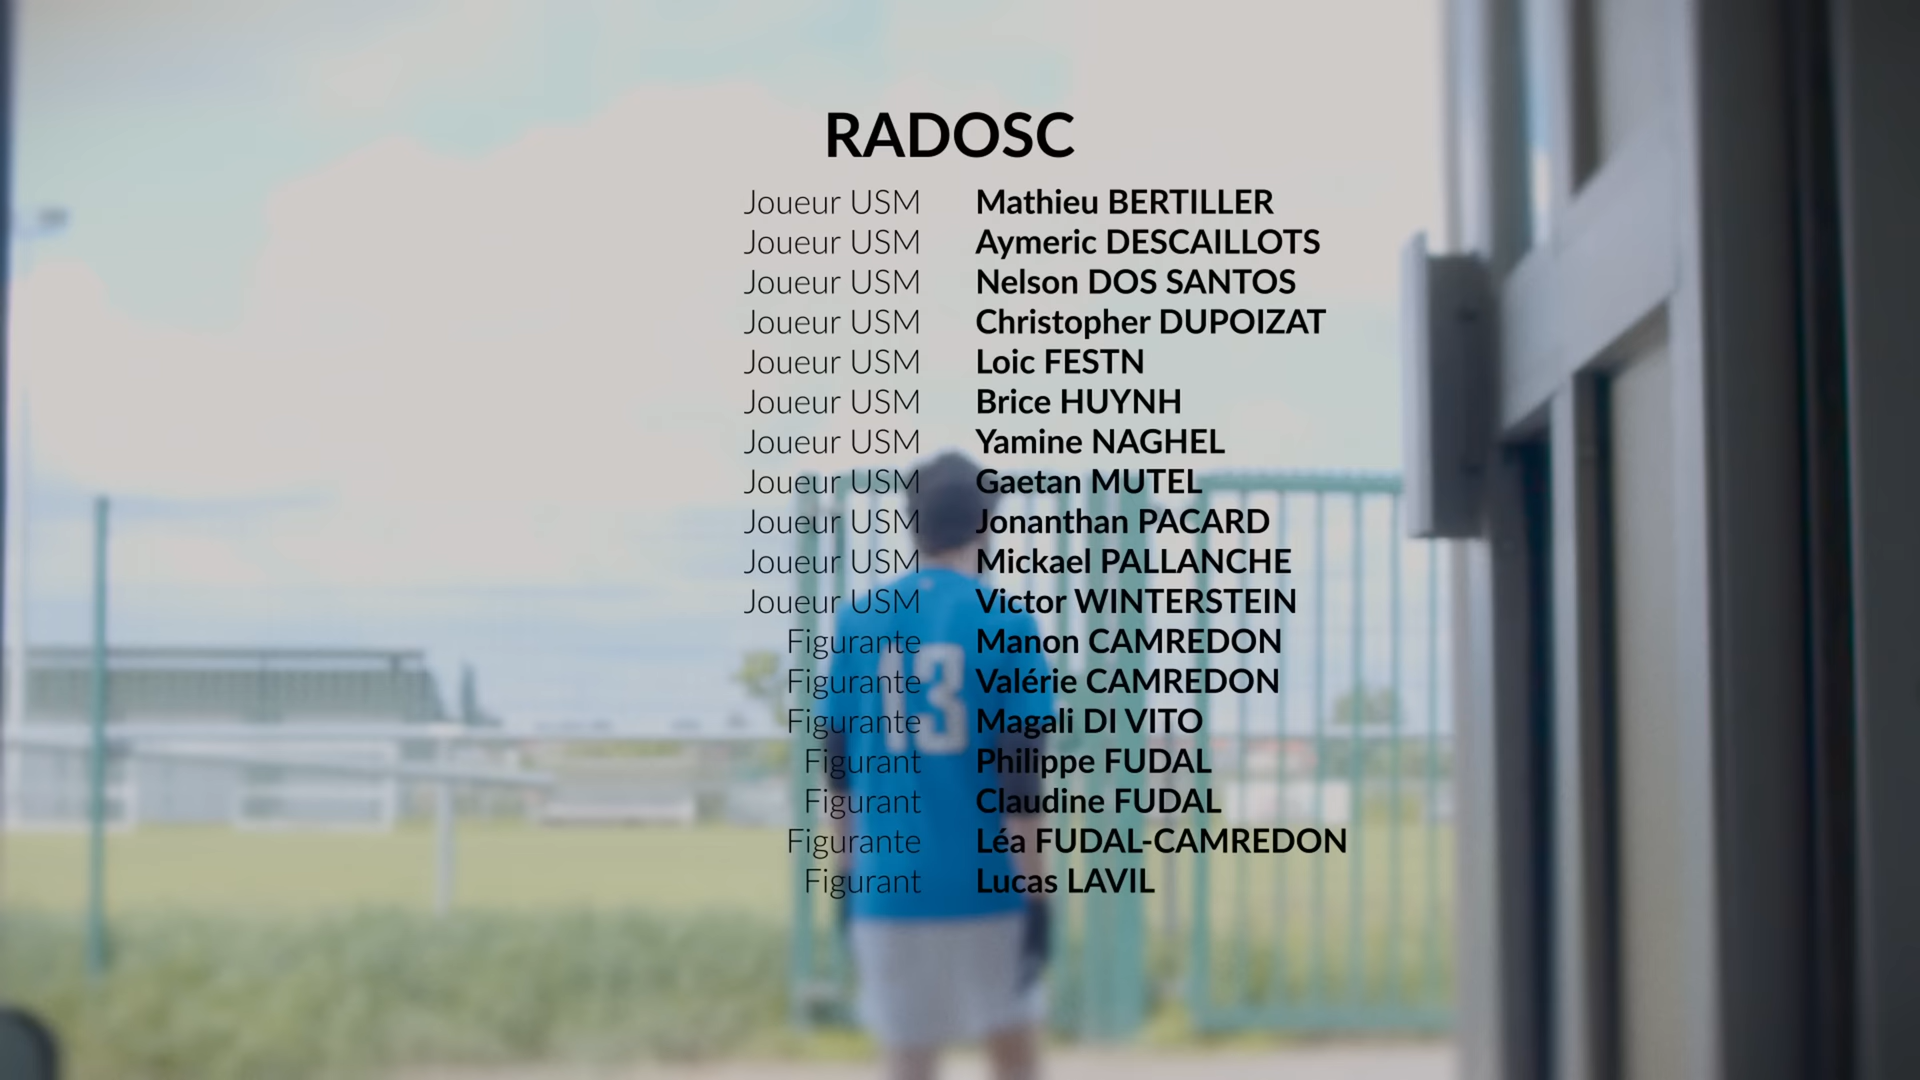 RADOSC
Joueur USM Mathieu BERTILLER
Joueur USM Aymeric DESCAILLOTS
Joueur USM Nelson DOS SANTOS
Joueur USM Christopher DUPOIZAT
Joueur USM Loic FESTN
Joueur USM Brice HUYNH
Joueur USM Yamine NAGHEL
Joueur USM Gaetan MUTEL
Joueur USM Jonanthan PACARD
Joueur USM Mickael PALLANCHE
Joueur USM Victor WINTERSTEIN
Figurante Manon CAMREDON
Figurante Valérie CAMREDON
Figurante Magali DI VITO
Figurant Philippe FUDAL
Figurant Claudine FUDAL
Figurante Léa FUDAL-CAMREDON
Figurant Lucas LAVIL
13